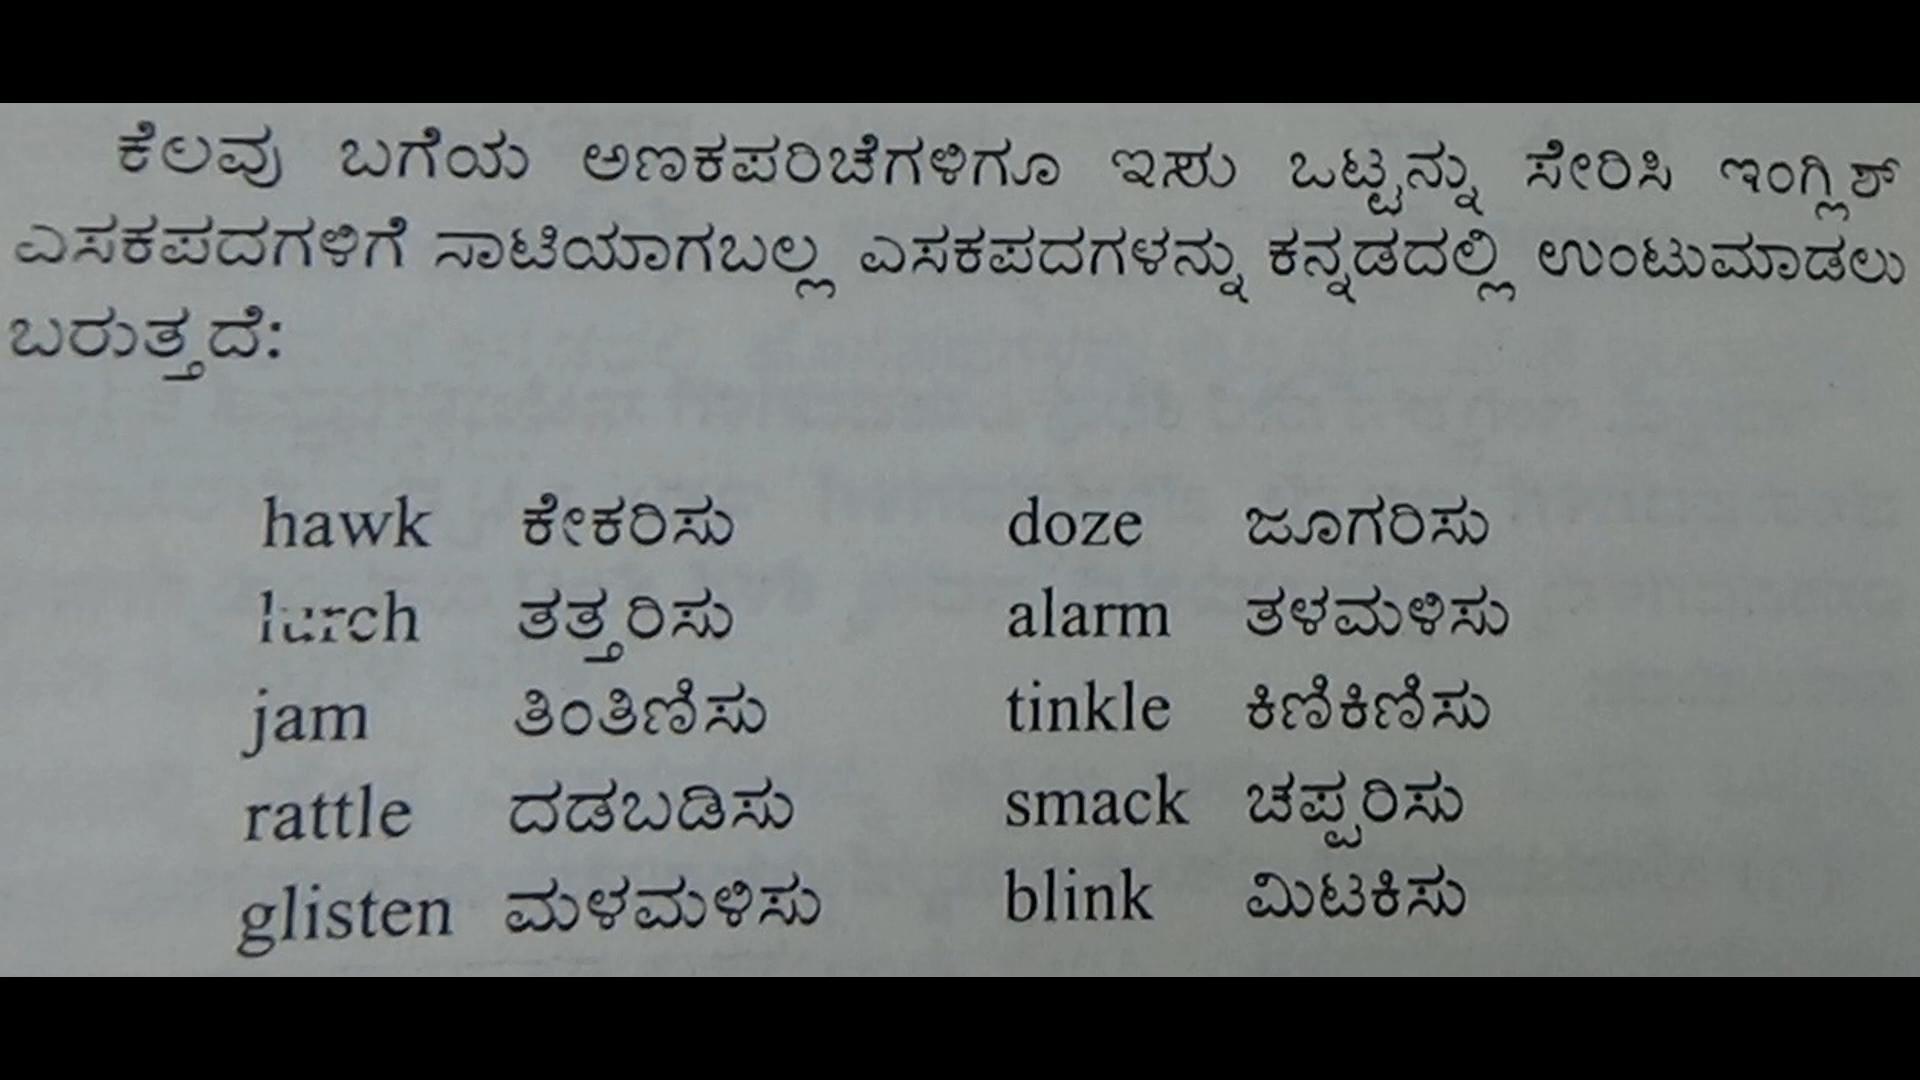 ಕೆಲವು ಬಗೆಯ ಅಣಕಪರಿಚೆಗಳಿಗೂ ಇಸು ಒಟ್ಟನ್ನು ಸೇರಿಸಿ ಇಂಗ್ಲಿಶ್
ಎಸಕಪದಗಳಿಗೆ ಸಾಟಿಯಾಗಬಲ್ಲ ಎಸಕಪದಗಳನ್ನು ಕನ್ನಡದಲ್ಲಿ ಉಂಟುಮಾಡಲು
ಬರುತ್ತದೆ:
hawk ಕೇಕರಿಸು doze ಜೂಗರಿಸು
lurch ತತ್ತರಿಸು alarm ತಳಮಳಿಸು
jam ತಿಂತಿಣಿಸು tinkle ಕಿಣಿಕಿಣಿಸು
rattle ದಡಬಡಿಸು smack ಚಪ್ಪರಿಸು
glisten ಮಳಮಳಿಸು blink ಮಿಟಕಿಸು